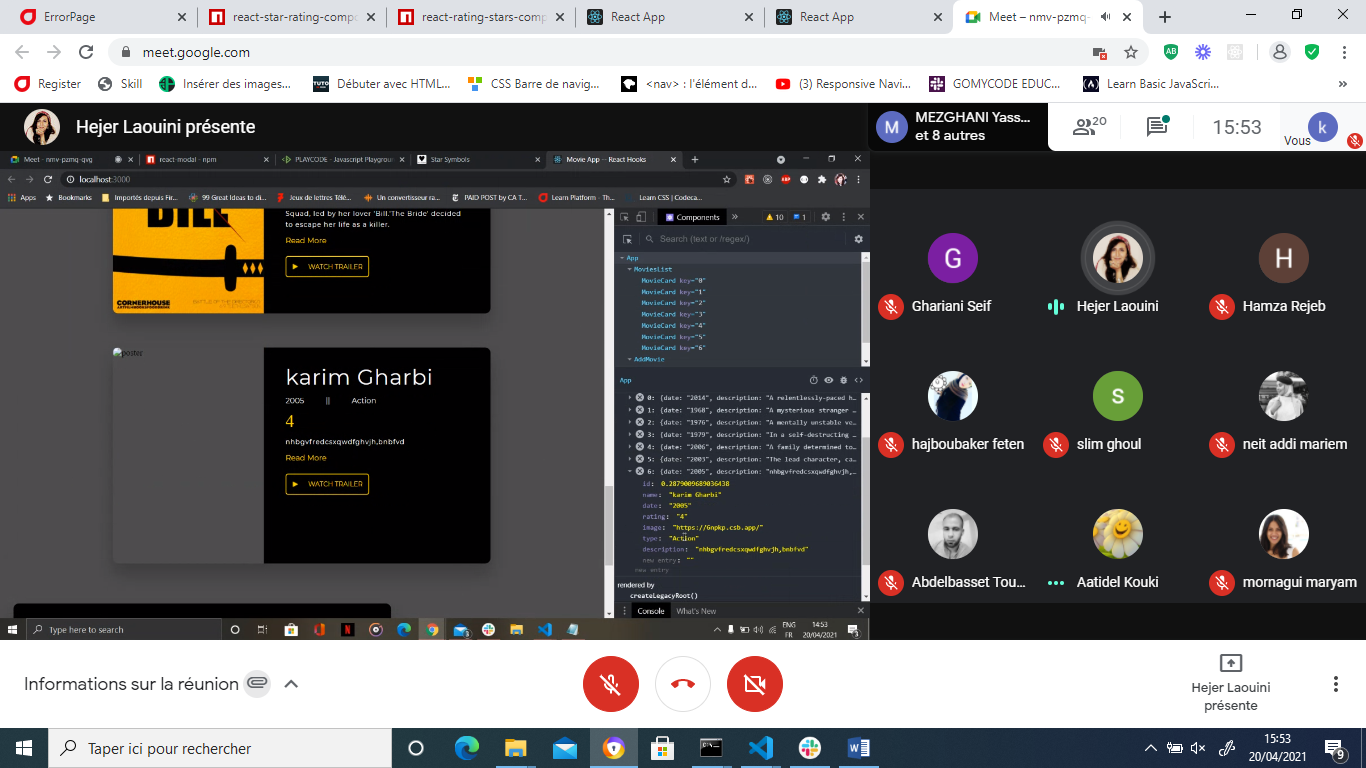 ErrorPage
react-star-rating-compo
react-rating-stars-comp
React App
React App
Meet – nmv-pzmq-
meet.google.com
Register
Skill
Insérer des images...
Débuter avec HTML...
CSS Barre de navig...
<nav> : l'élément d...
(3) Responsive Navi...
GOMYCODE EDUC...
Learn Basic JavaScri...
»
Hejer Laouini présente
MEZGHANI Yass...
et 8 autres
20
15:53
Vous
k
Meet - nmv-pzmq-qvg
react-modal - npm
PLAYCODE - Javascript Playgroun
Star Symbols
Movie App — React Hooks
localhost:3000
Apps
Bookmarks
Importés depuis Fir...
99 Great Ideas to di...
Jeux de lettres Télé...
Un convertisseur ra...
PAID POST by CA T...
Learn Platform - Th...
Learn CSS | Codeca...
BILL
Squad, led by her lover 'Bill.'The Bride' decided
to escape her life as a killer.
Read More
WATCH TRAILER
CORNERHOUSE
poster
karim Gharbi
2005 || Action
4
nhbgvfredcsxqwdfghvjh,bnbfvd
Read More
WATCH TRAILER
Components
»
10
1
Search (text or /regex/)
App
MoviesList
MovieCard key="0"
MovieCard key="1"
MovieCard key="2"
MovieCard key="3"
MovieCard key="4"
MovieCard key="5"
MovieCard key="6"
AddMovie
App
0: {date: "2014", description: "A relentlessly-paced h…
1: {date: "1960", description: "A mysterious stranger …
2: {date: "1976", description: "A mentally unstable ve…
3: {date: "1979", description: "In a self-destructing …
4: {date: "2006", description: "A family determined to…
5: {date: "2003", description: "The lead character, ca…
6: {date: "2005", description: "nhbgvfredcsxqwdfghvjh,…
id: 0.2879009689036438
name: "karim Gharbi"
date: "2005"
rating: "4"
image: "https://6npkp.csb.app/"
type: "Action"
description: "nhbgvfredcsxqwdfghvjh,bnbfvd"
new entry: ""
new entry
rendered by
createLegacyRoot()
Console
What's New
Type here to search
ENG
FR
14:53
20/04/2021
M
G
Ghariani Seif
Hejer Laouini
H
Hamza Rejeb
hajboubaker feten
S
slim ghoul
neit addi mariem
Abdelbasset Tou...
Aatidel Kouki
mornagui maryam
Informations sur la réunion
Hejer Laouini
présente
Taper ici pour rechercher
15:53
20/04/2021
9